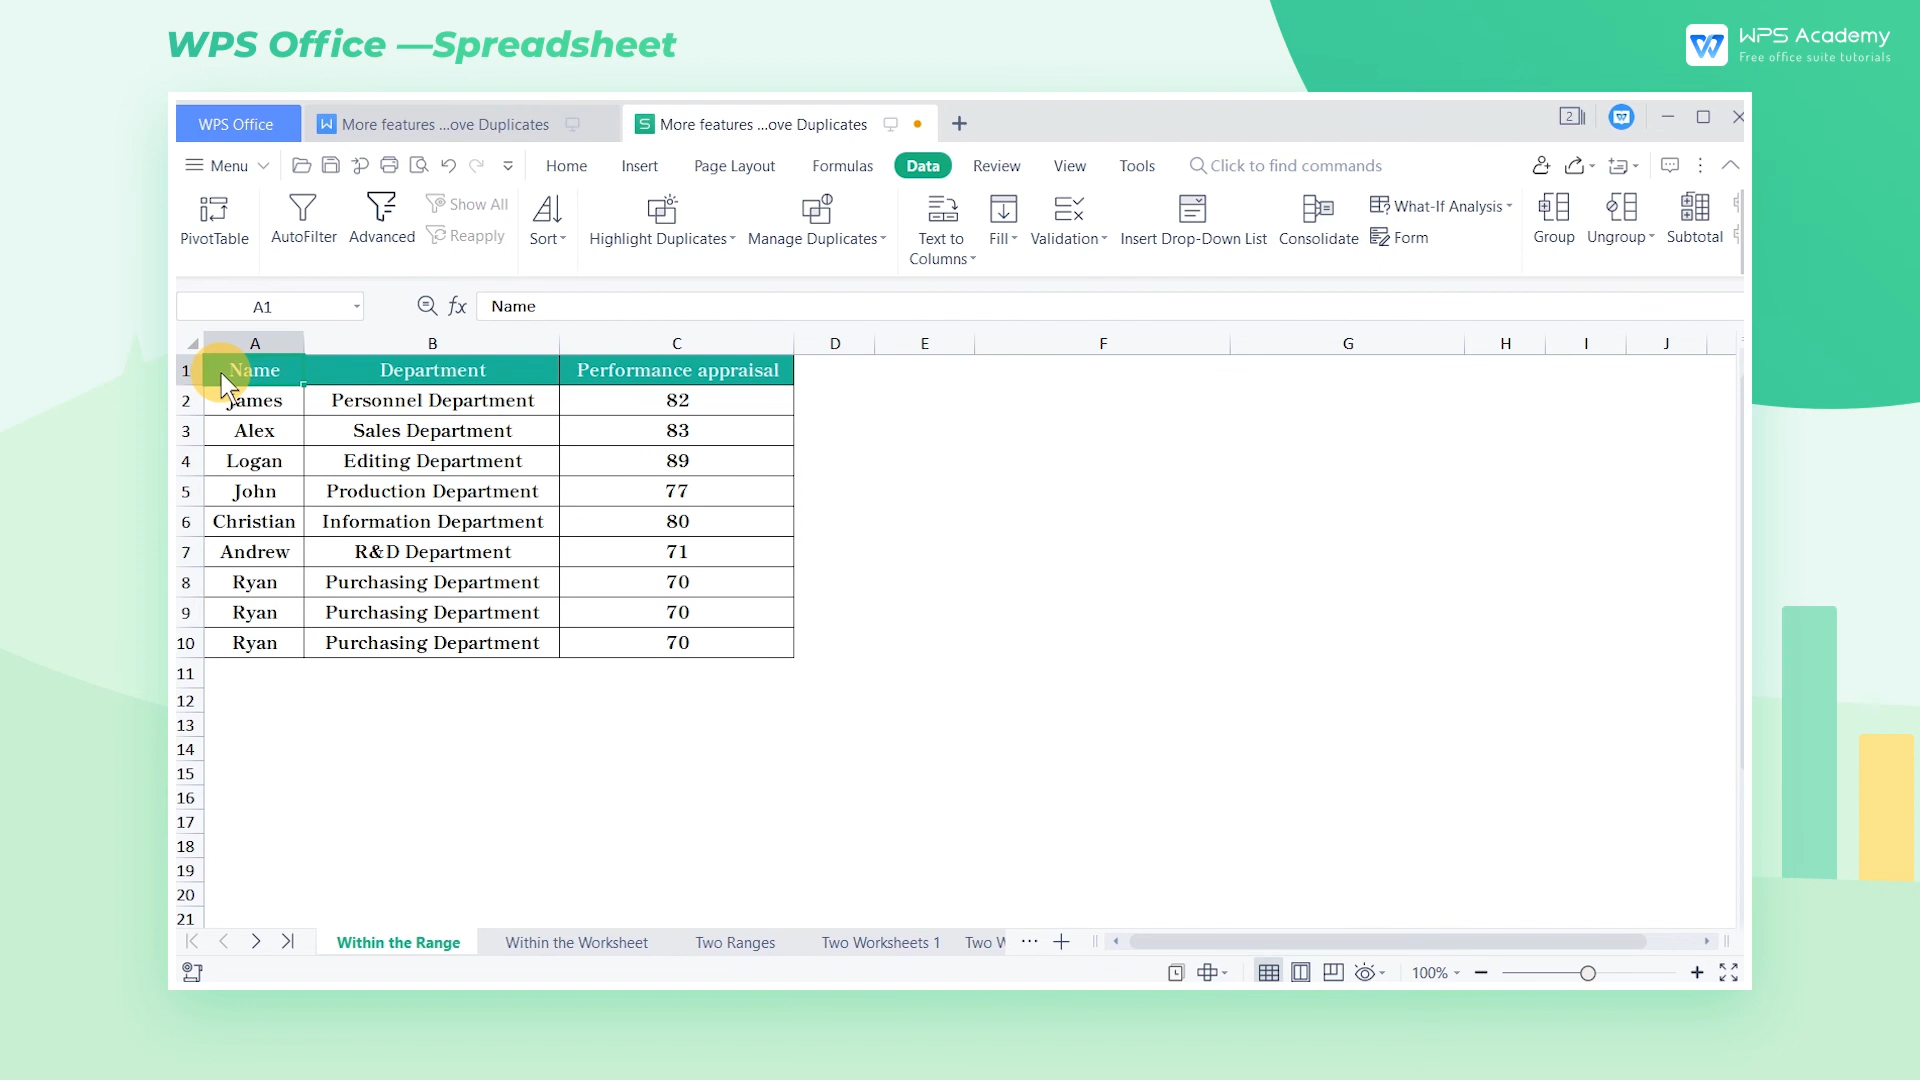 WPS Office —Spreadsheet
WPS Academy
Free office suite tutorials
WPS Office
More features ...ove Duplicates
More features ...ove Duplicates
2
Menu
Home
Insert
Page Layout
Formulas
Data
Review
View
Tools
Click to find commands
PivotTable
AutoFilter
Advanced
Show All
Reapply
Sort
Highlight Duplicates
Manage Duplicates
Text to
Columns
Fill
Validation
Insert Drop-Down List
Consolidate
What-If Analysis
Form
Group
Ungroup
Subtotal
A1
fx
Name
A B C D E F G H I J
1 Name Department Performance appraisal
2 James Personnel Department 82
3 Alex Sales Department 83
4 Logan Editing Department 89
5 John Production Department 77
6 Christian Information Department 80
7 Andrew R&D Department 71
8 Ryan Purchasing Department 70
9 Ryan Purchasing Department 70
10 Ryan Purchasing Department 70
11
12
13
14
15
16
17
18
19
20
21
Within the Range
Within the Worksheet
Two Ranges
Two Worksheets 1
Two W
100%